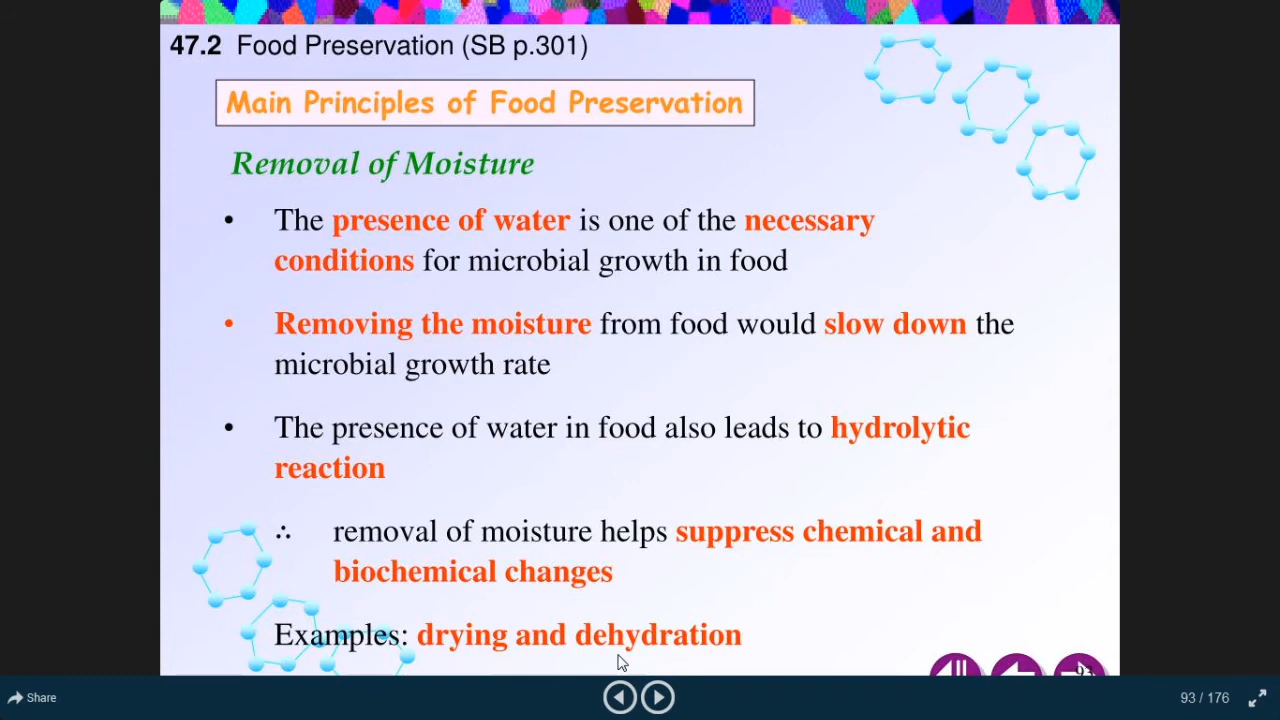 47.2 Food Preservation (SB p.301)
Main Principles of Food Preservation
Removal of Moisture
• The presence of water is one of the necessary
conditions for microbial growth in food
• Removing the moisture from food would slow down the
microbial growth rate
• The presence of water in food also leads to hydrolytic
reaction
∴ removal of moisture helps suppress chemical and
biochemical changes
Examples: drying and dehydration
93
Share
93 / 176